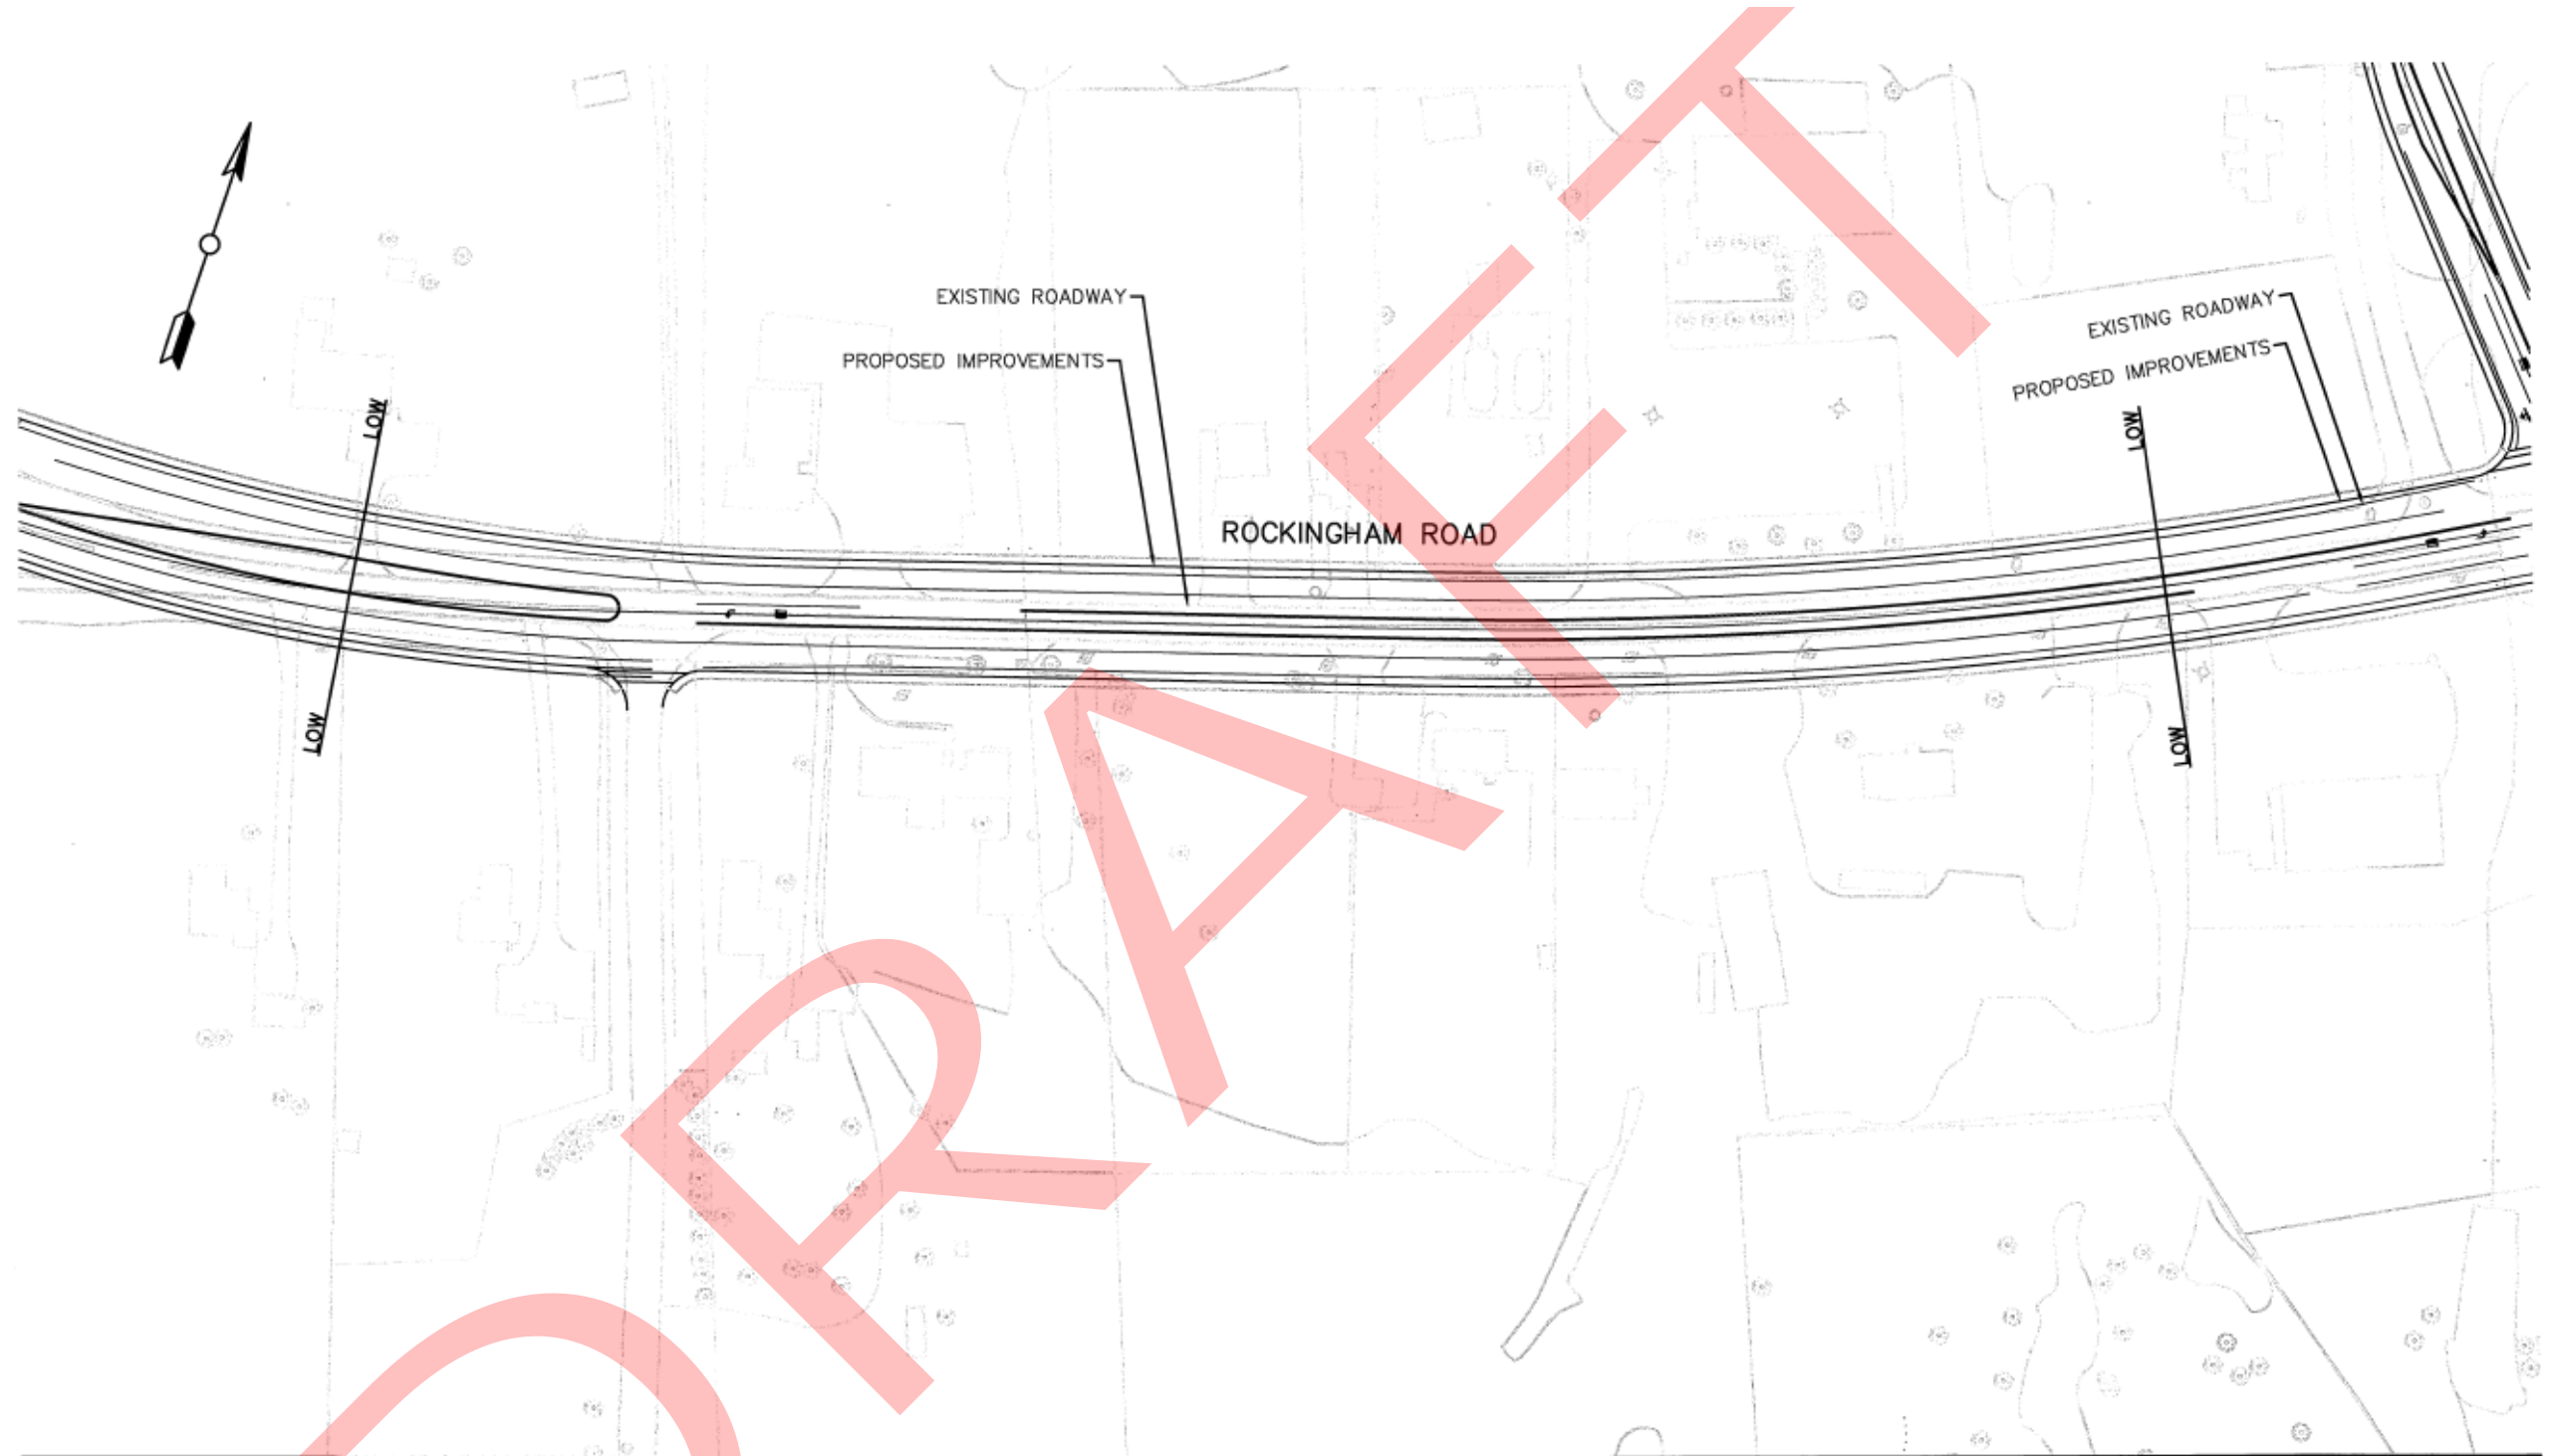 EXISTING ROADWAY
PROPOSED IMPROVEMENTS
EXISTING ROADWAY
PROPOSED IMPROVEMENTS
LOW
LOW
ROCKINGHAM ROAD
LOW
LOW
DRAFT